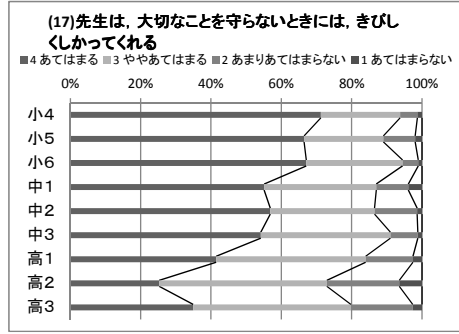 (17)先生は，大切なことを守らないときには，きびし
くしかってくれる
■4 あてはまる ■3 ややあてはまる ■2 あまりあてはまらない ■1 あてはまらない
0% 20% 40% 60% 80% 100%
小4
小5
小6
中1
中2
中3
高1
高2
高3